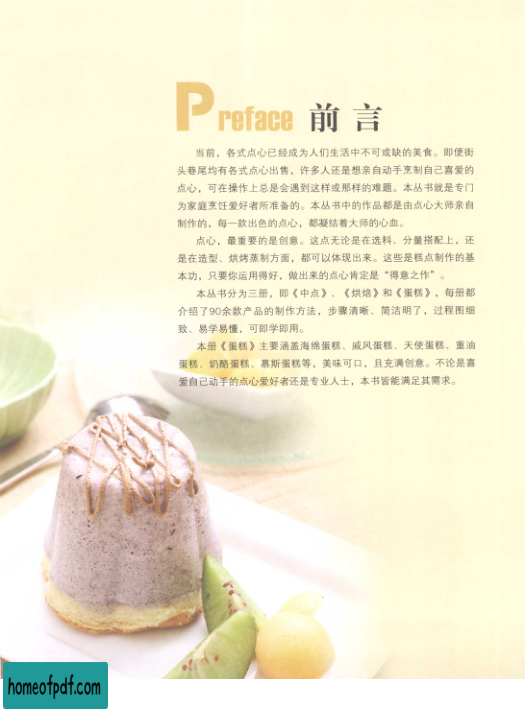 Preface 前言
当前，各式点心已经成为人们生活中不可或缺的美食。即便街
头巷尾均有各式点心出售，许多人还是想亲自动手烹制自己喜爱的
点心，可在操作上总是会遇到这样或那样的难题。本丛书就是专门
为家庭烹饪爱好者所准备的。本丛书中的作品都是由点心大师亲自
制作的，每一款出色的点心，都凝结着大师的心血。
点心，最重要的是创意。这点无论是在选料、分量搭配上，还
是在造型、烘烤蒸制方面，都可以体现出来。这些是糕点制作的基
本功，只要你运用得好，做出来的点心肯定是“得意之作”。
本丛书分为三册，即《中点》、《烘焙》和《蛋糕》，每册都
介绍了90余款产品的制作方法，步骤清晰、简洁明了，过程图细
致、易学易懂，可即学即用。
本册《蛋糕》主要涵盖海绵蛋糕、戚风蛋糕、天使蛋糕、重油
蛋糕、奶酪蛋糕、慕斯蛋糕等，美味可口，且充满创意。不论是喜
爱自己动手的点心爱好者还是专业人士，本书皆能满足其需求。
homeofpdf.com